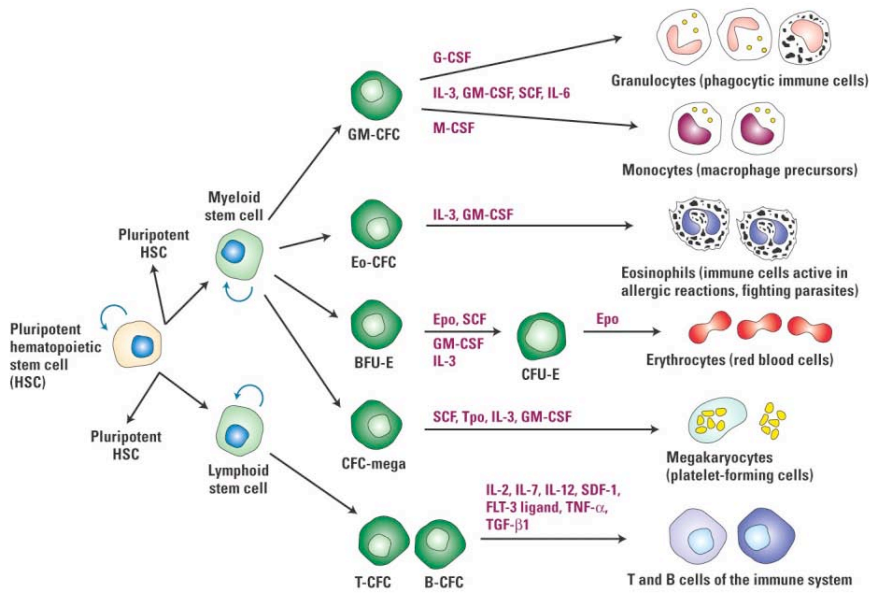 G-CSF
IL-3, GM-CSF, SCF, IL-6
M-CSF
GM-CFC
Granulocytes (phagocytic immune cells)
Monocytes (macrophage precursors)
Myeloid
stem cell
Pluripotent
HSC
IL-3, GM-CSF
Eo-CFC
Eosinophils (immune cells active in
allergic reactions, fighting parasites)
Pluripotent
hematopoietic
stem cell
(HSC)
Epo, SCF
GM-CSF
IL-3
BFU-E
CFU-E
Epo
Erythrocytes (red blood cells)
Pluripotent
HSC
Lymphoid
stem cell
SCF, Tpo, IL-3, GM-CSF
CFC-mega
Megakaryocytes
(platelet-forming cells)
IL-2, IL-7, IL-12, SDF-1,
FLT-3 ligand, TNF-α,
TGF-β1
T-CFC
B-CFC
T and B cells of the immune system